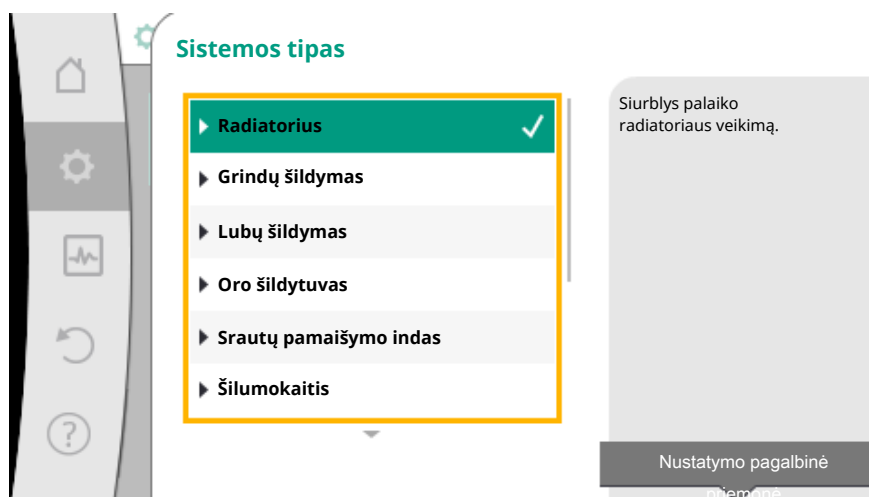 Sistemos tipas
Radiatorius
Grindų šildymas
Lubų šildymas
Oro šildytuvas
Srautų pamaišymo indas
Šilumokaitis
Siurblys palaiko
radiatoriaus veikimą.
Nustatymo pagalbinė
priemonė